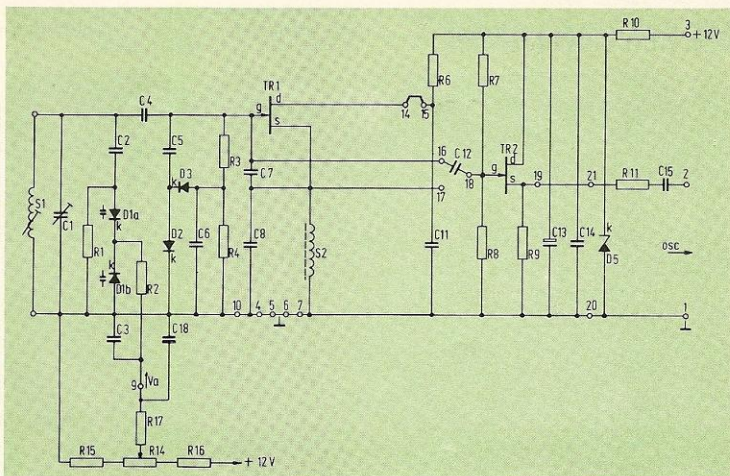 R10
3
+12V
TR1
C4
d
g
s
R6
R7
14
15
C2
C5
R3
16
C12
TR2
d
g
s
19
21
R11
C15
2
C7
17
18
k
D3
S1
C1
D1a
k
R1
R2
D2
k
C6
R4
C8
S2
C11
R8
R9
C13
C14
k
D5
osc
k
D1b
10
4
5
6
7
20
1
C3
C18
9
Va
R17
R15
R14
R16
+ 12V